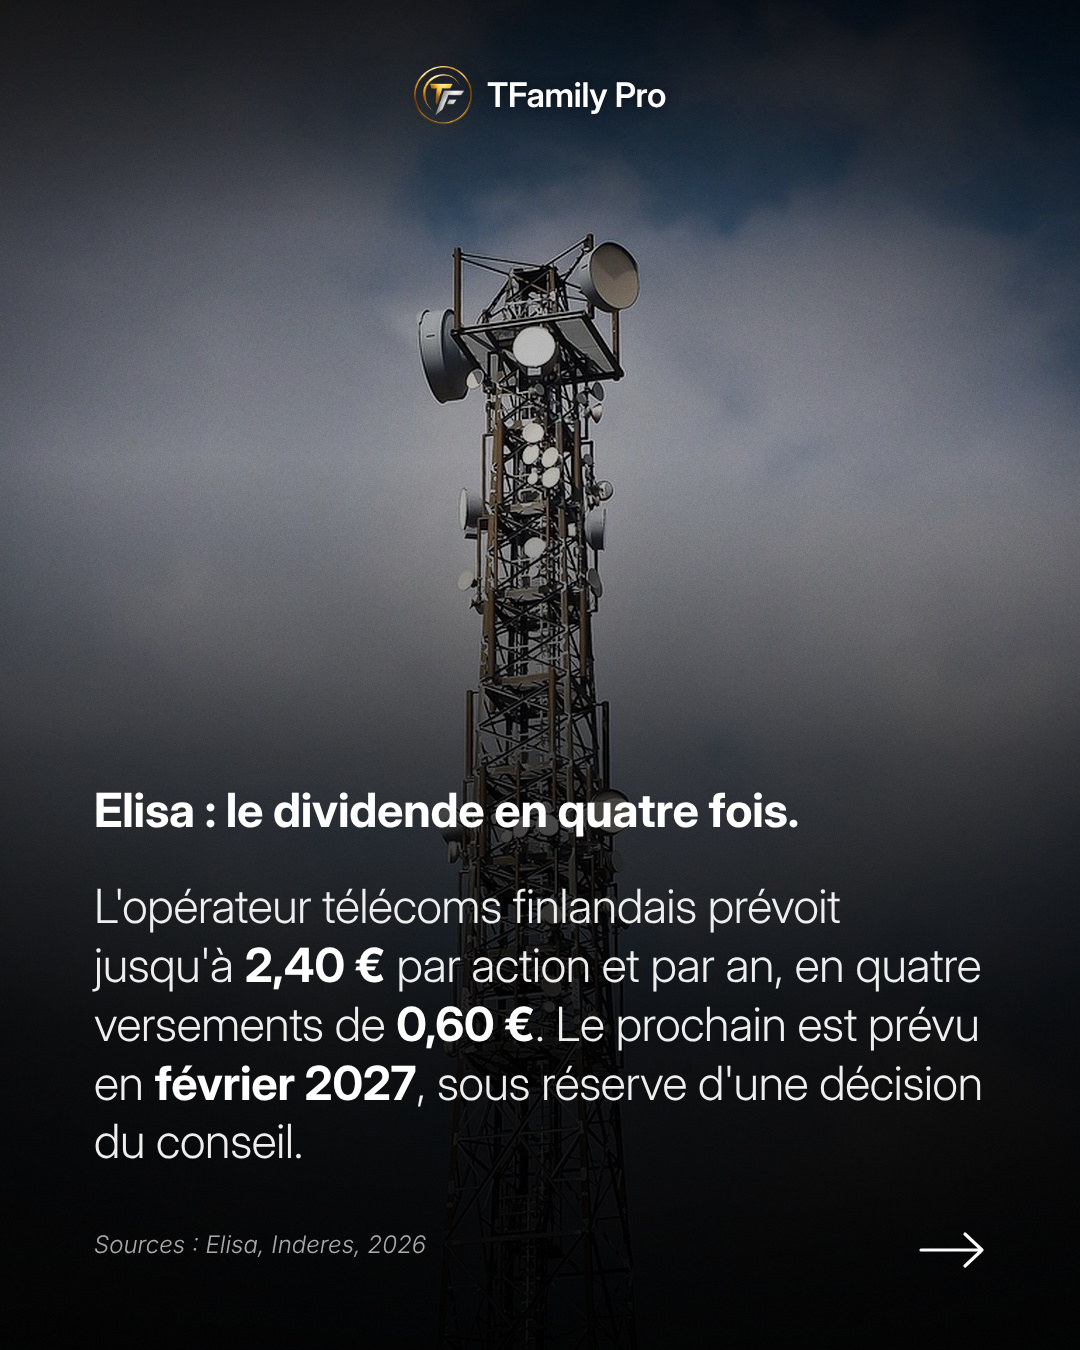 TF
TFamily Pro
Elisa : le dividende en quatre fois.
L'opérateur télécoms finlandais prévoit
jusqu'à 2,40 € par action et par an, en quatre
versements de 0,60 €. Le prochain est prévu
en février 2027, sous réserve d'une décision
du conseil.
Sources : Elisa, Inderes, 2026